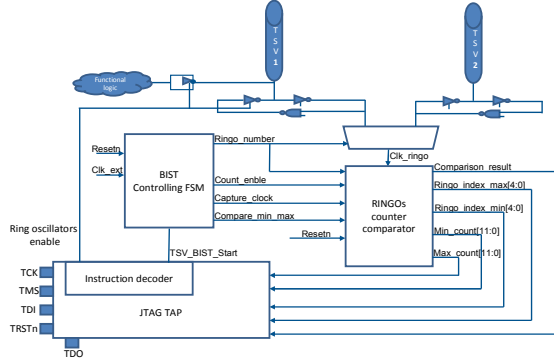 TSV 1
TSV 2
Functional logic
Ringo_number
Clk_ringo
Resetn
Clk_ext
BIST Controlling FSM
Count_enble
Capture_clock
Compare_min_max
Resetn
RINGOs counter comparator
Comparison_result
Ringo_index_max[4:0]
Ringo_index_min[4:0]
Min_count[11:0]
Max_count[11:0]
Ring oscillators enable
TSV_BIST_Start
Instruction decoder
JTAG TAP
TCK
TMS
TDI
TRSTn
TDO